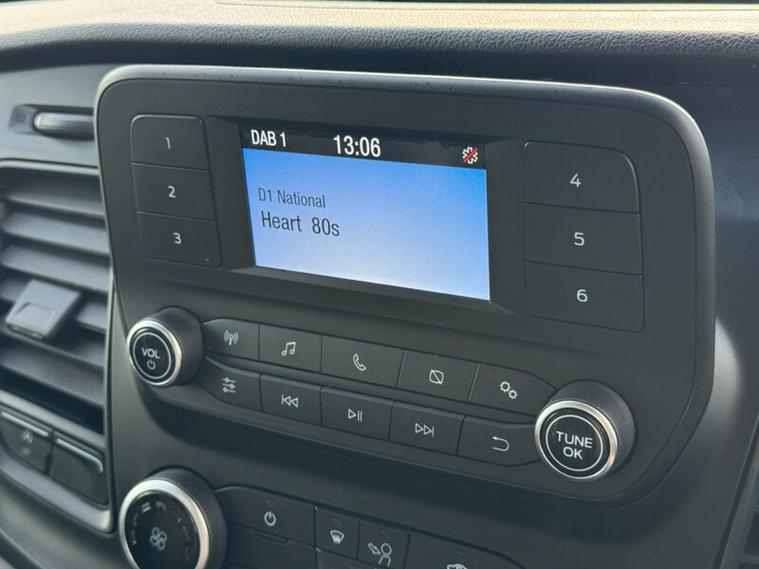 DAB 1 13:06
D1 National
Heart 80s
1
2
3
4
5
6
VOL
TUNE
OK